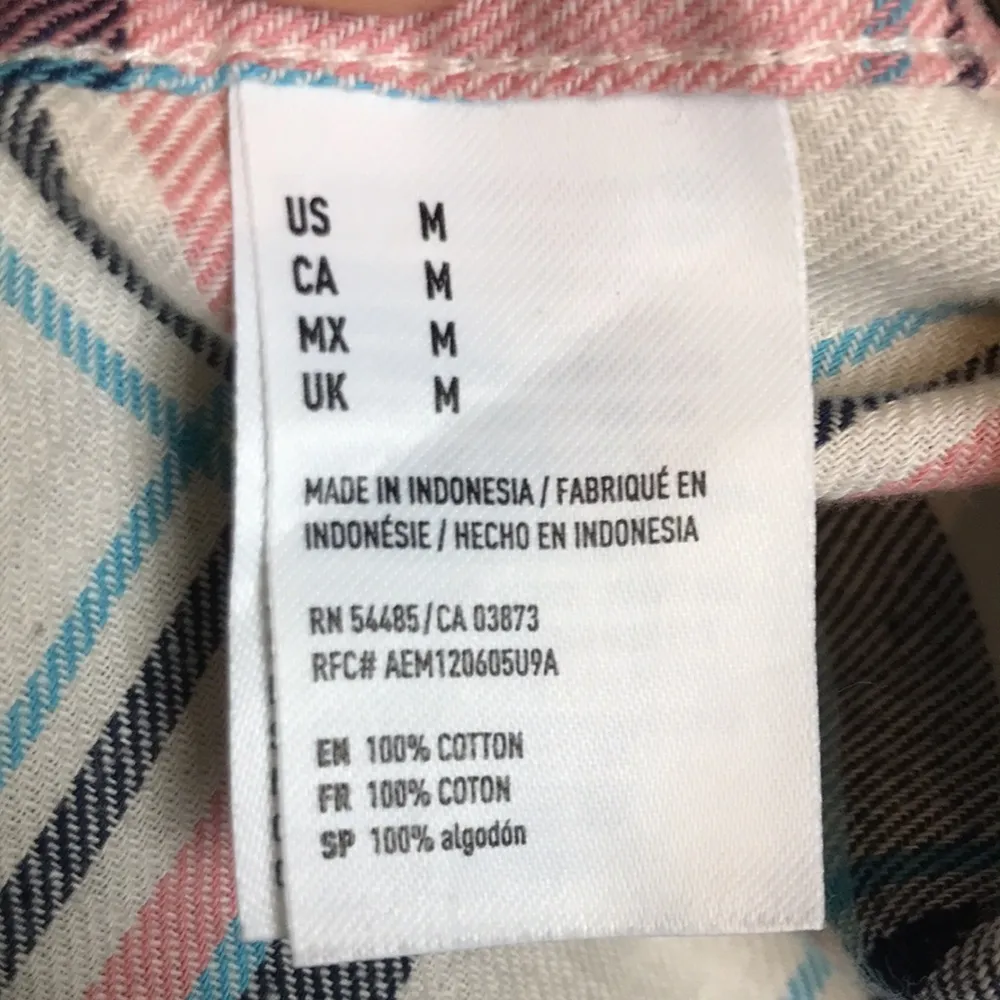 US M
CA M
MX M
UK M
MADE IN INDONESIA / FABRIQUÉ EN
INDONÉSIE / HECHO EN INDONESIA
RN 54485/CA 03873
RFC# AEM120605U9A
EN 100% COTTON
FR 100% COTON
SP 100% algodón